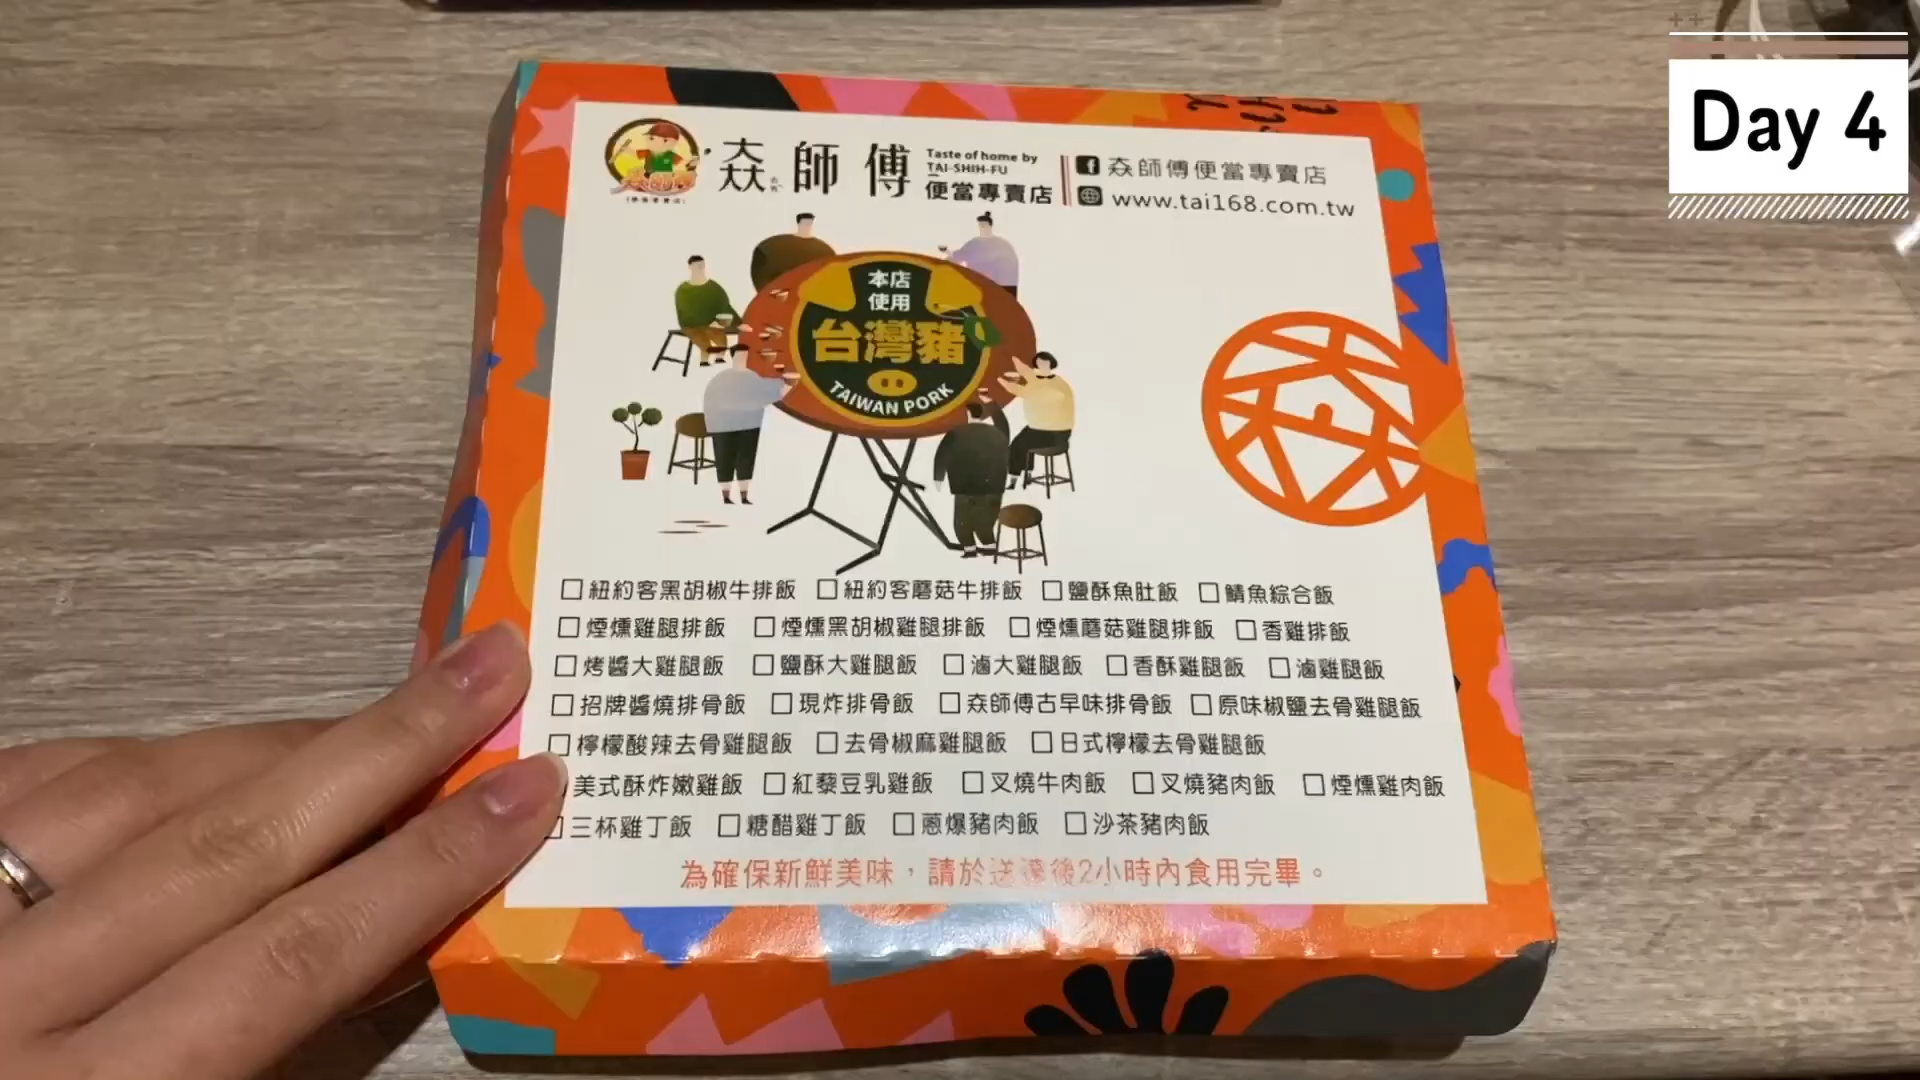 Day 4
師傅
Taste of home by
TAI-SHIH-FU
便當專賣店
㚐師傅便當專賣店
www.tai168.com.tw
本店
使用
台灣豬
TAIWAN PORK
□紐約客黑胡椒牛排飯 □紐約客蘑菇牛排飯 □鹽酥魚肚飯 □鯖魚綜合飯
□煙燻雞腿排飯 □煙燻黑胡椒雞腿排飯 □煙燻蘑菇雞腿排飯 □香雞排飯
□烤醬大雞腿飯 □鹽酥大雞腿飯 □滷大雞腿飯 □香酥雞腿飯 □滷雞腿飯
□招牌醬燒排骨飯 □現炸排骨飯 □㚐師傅古早味排骨飯 □原味椒鹽去骨雞腿飯
□檸檬酸辣去骨雞腿飯 □去骨椒麻雞腿飯 □日式檸檬去骨雞腿飯
美式酥炸嫩雞飯 □紅藜豆乳雞飯 □叉燒牛肉飯 □叉燒豬肉飯 □煙燻雞肉飯
□三杯雞丁飯 □糖醋雞丁飯 □蔥爆豬肉飯 □沙茶豬肉飯
為確保新鮮美味，請於送達後2小時內食用完畢。